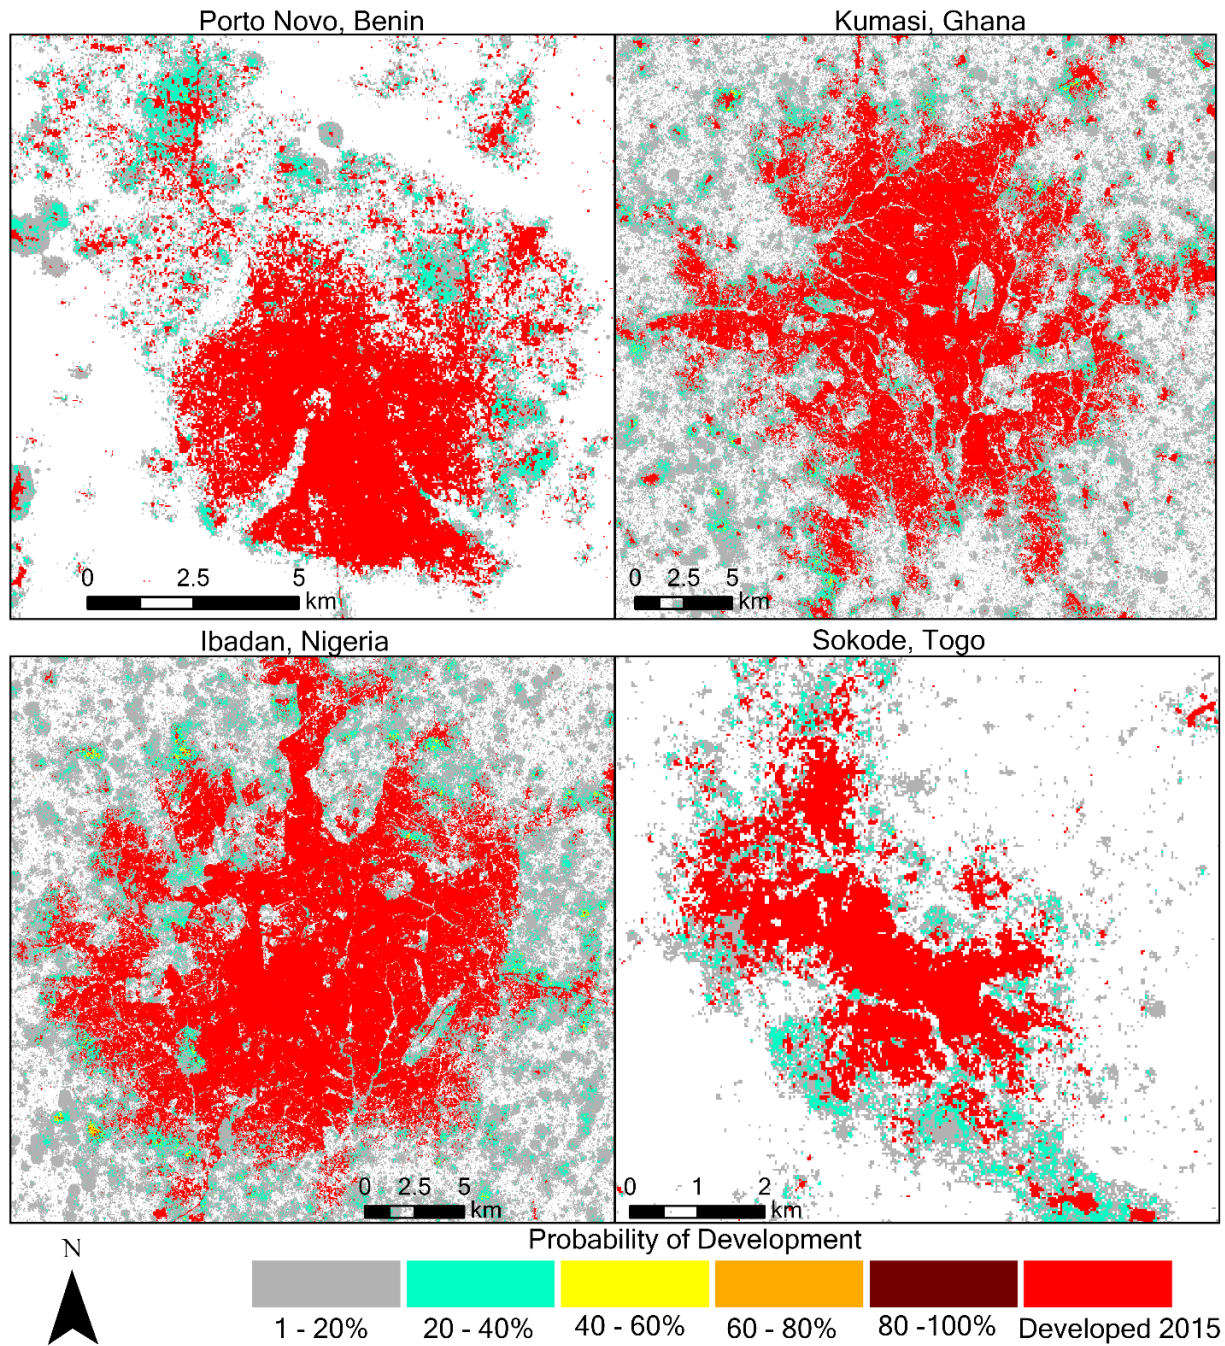 Porto Novo, Benin
Kumasi, Ghana
0 2.5 5
km
0 2.5 5
km
Ibadan, Nigeria
Sokode, Togo
0 2.5 5
km
0 1 2
km
N
Probability of Development
1 - 20%
20 - 40%
40 - 60%
60 - 80%
80 -100%
Developed 2015